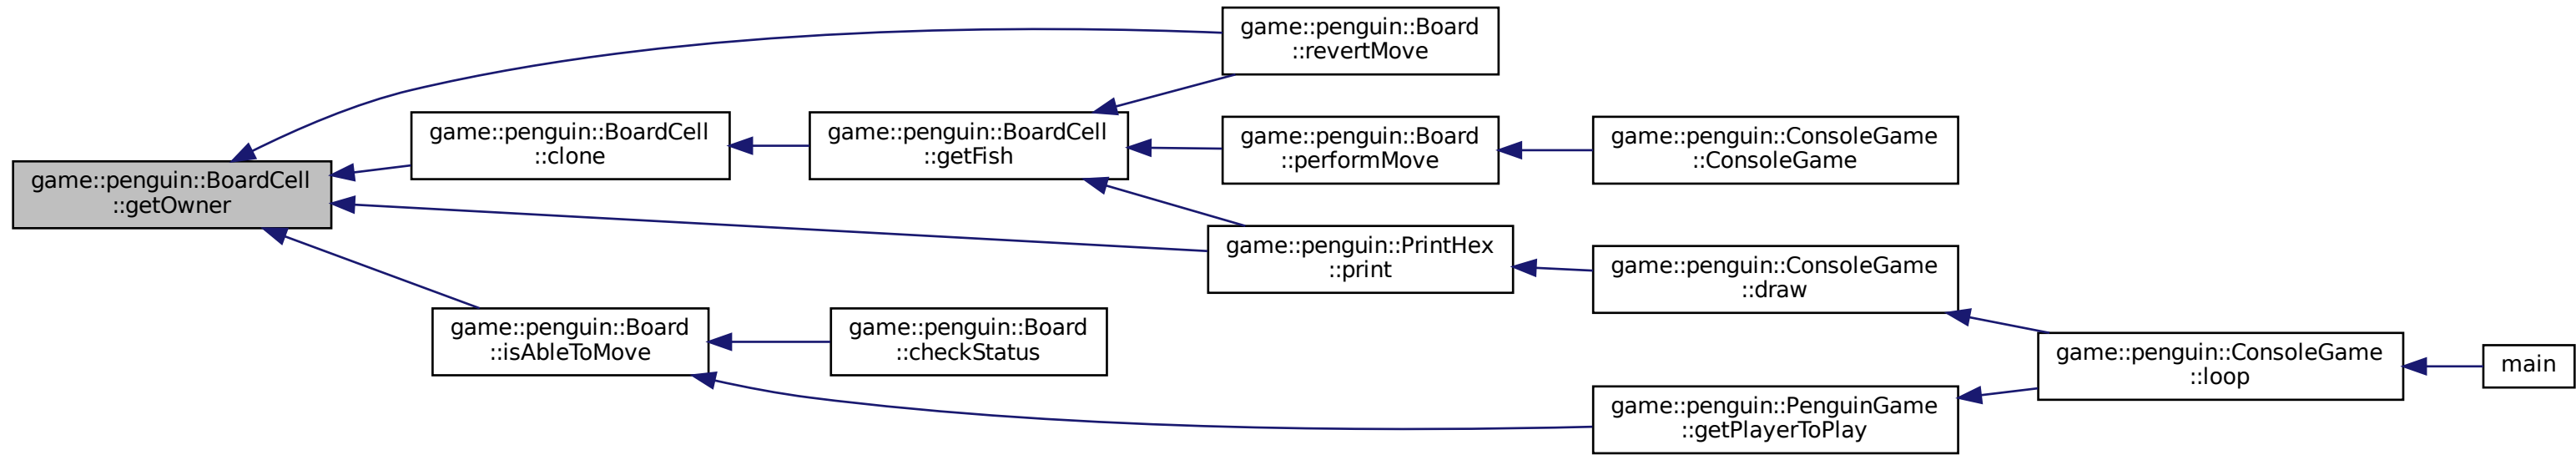 game::penguin::BoardCell
::getOwner
game::penguin::Board
::revertMove
game::penguin::BoardCell
::clone
game::penguin::BoardCell
::getFish
game::penguin::Board
::performMove
game::penguin::ConsoleGame
::ConsoleGame
game::penguin::PrintHex
::print
game::penguin::ConsoleGame
::draw
game::penguin::Board
::isAbleToMove
game::penguin::Board
::checkStatus
game::penguin::PenguinGame
::getPlayerToPlay
game::penguin::ConsoleGame
::loop
main